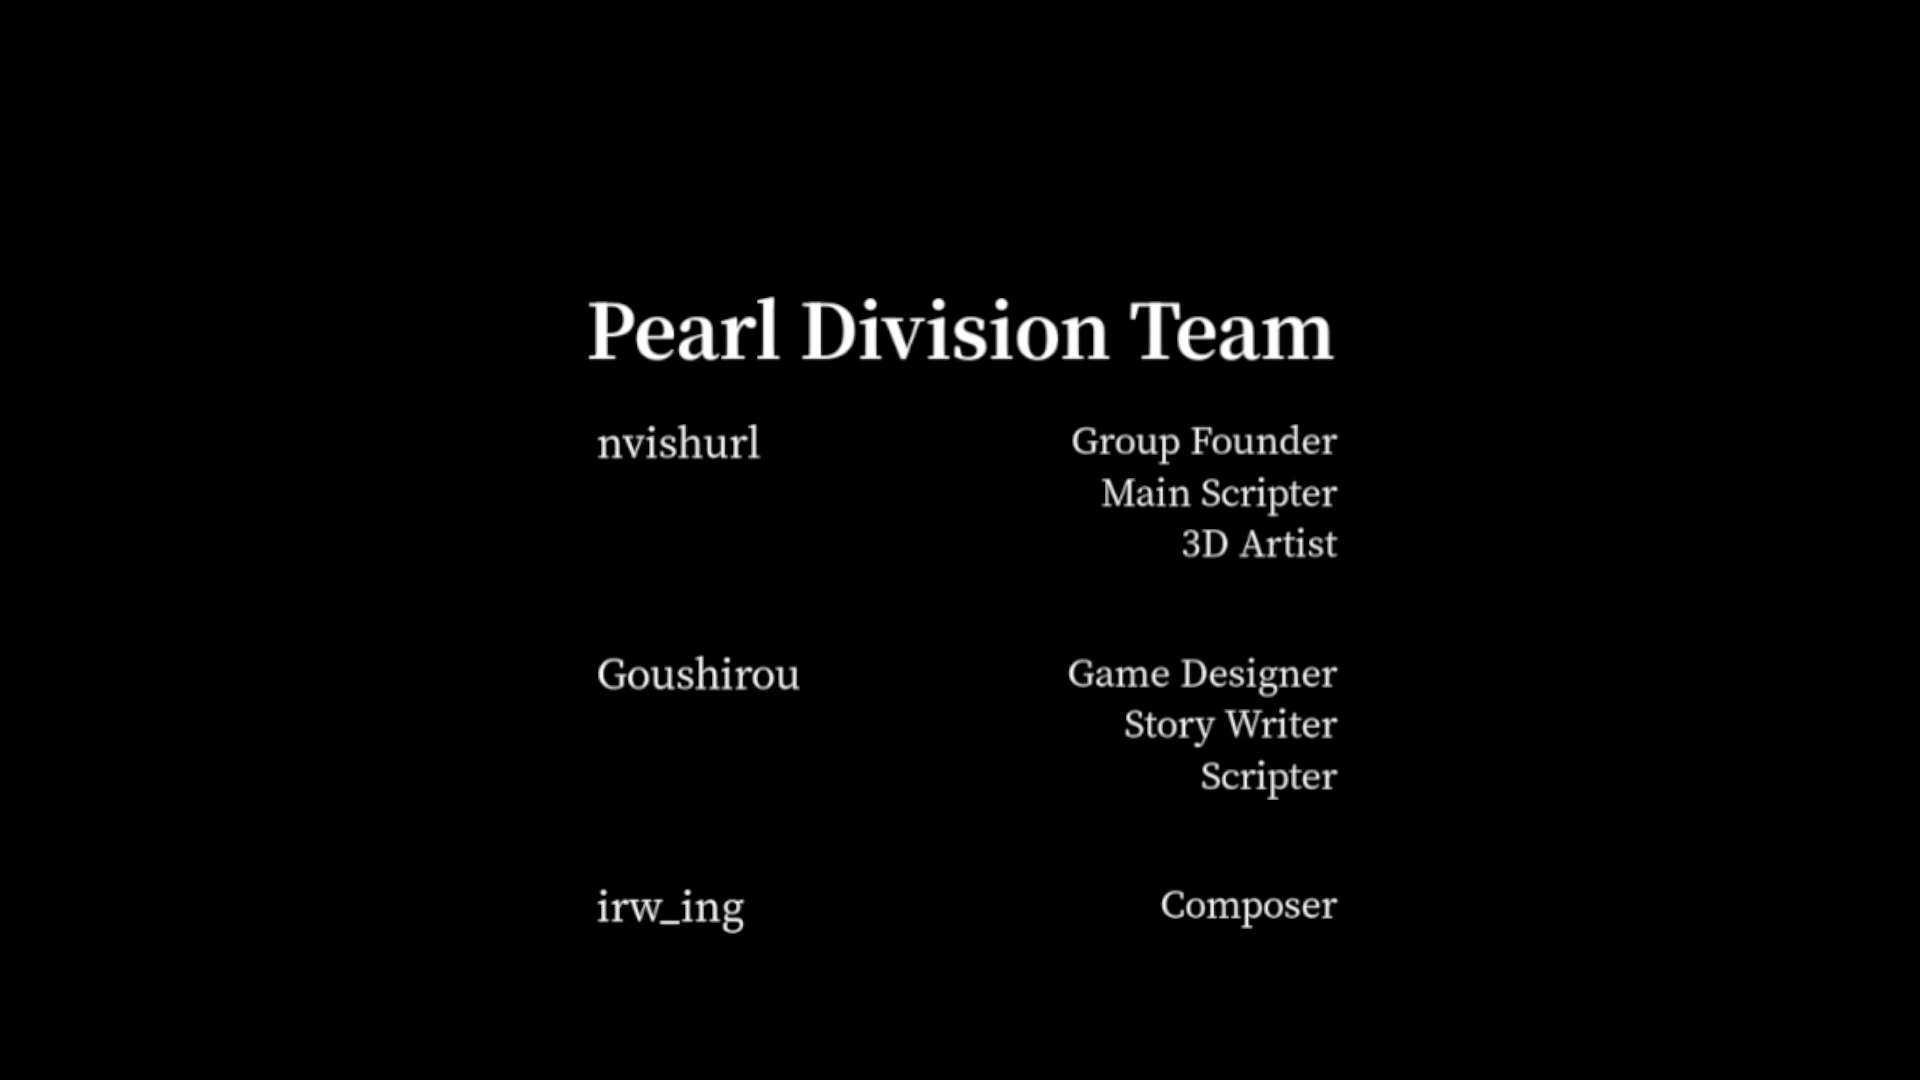 Pearl Division Team
nvishurl Group Founder
Main Scripter
3D Artist
Goushirou Game Designer
Story Writer
Scripter
irw_ing Composer